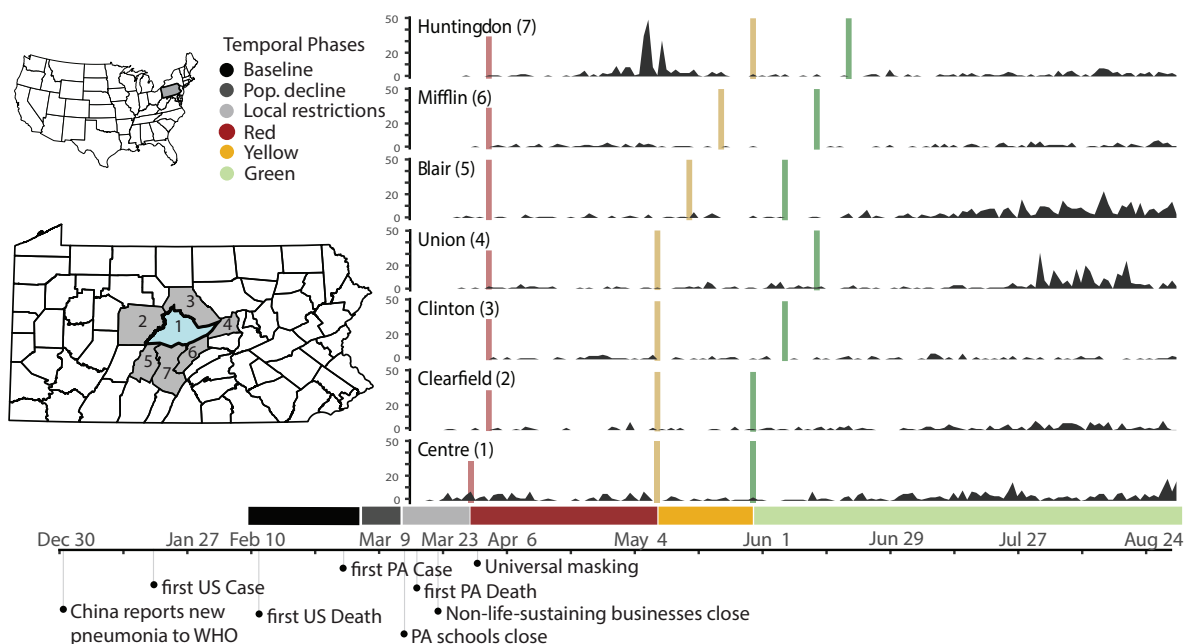 Temporal Phases
Baseline
Pop. decline
Local restrictions
Red
Yellow
Green
3
2
1
4
5
6
7
50
20
0
Huntingdon (7)
50
20
0
Mifflin (6)
50
20
0
Blair (5)
50
20
0
Union (4)
50
20
0
Clinton (3)
50
20
0
Clearfield (2)
50
20
0
Centre (1)
Dec 30 Jan 27 Feb 10 Mar 9 Mar 23 Apr 6 May 4 Jun 1 Jun 29 Jul 27 Aug 24
first PA Case
Universal masking
first US Case
first PA Death
China reports new
pneumonia to WHO
first US Death
Non-life-sustaining businesses close
PA schools close